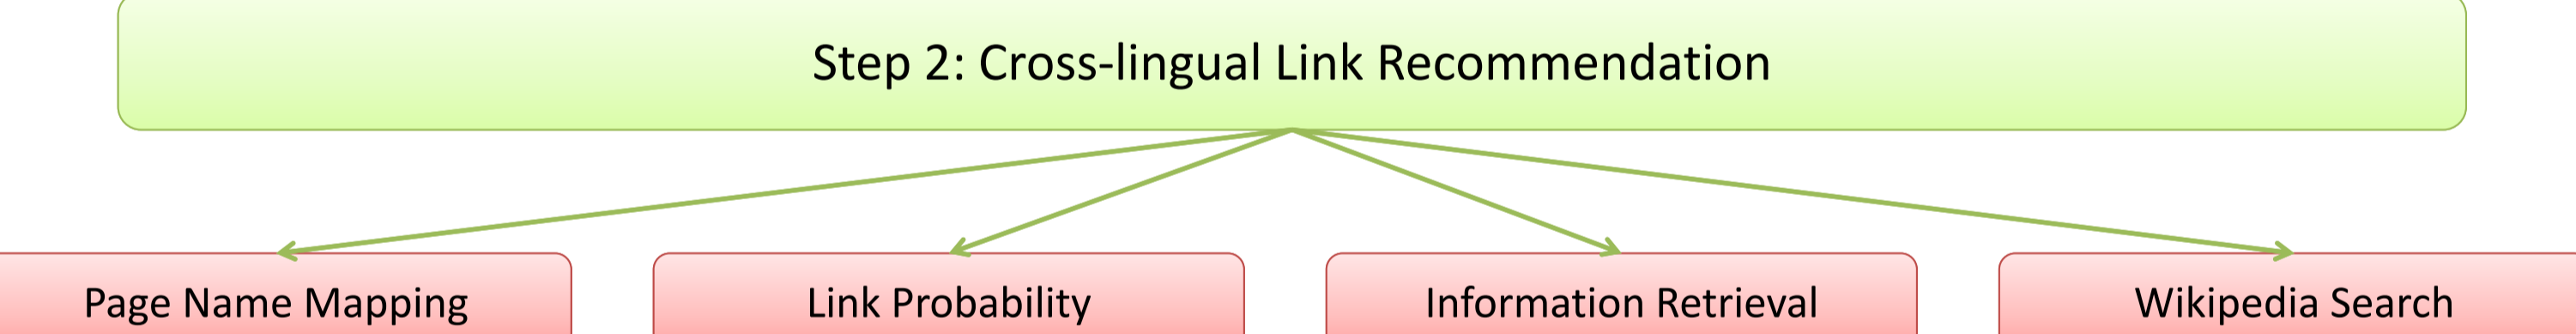 Step 2: Cross-lingual Link Recommendation
Page Name Mapping
Link Probability
Information Retrieval
Wikipedia Search